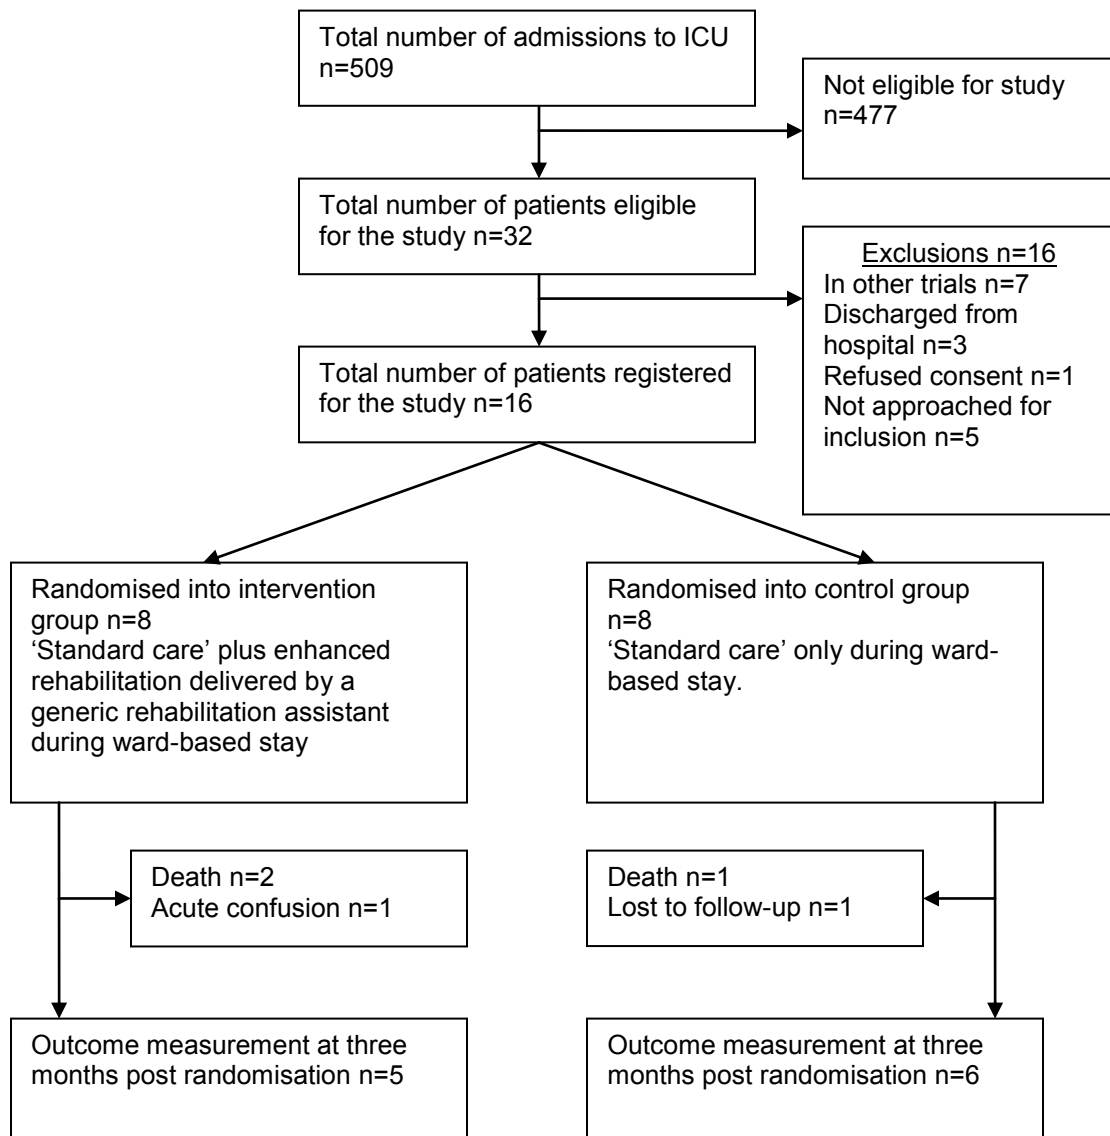 Total number of admissions to ICU
n=509
Not eligible for study
n=477
Total number of patients eligible
for the study n=32
Exclusions n=16
In other trials n=7
Discharged from
hospital n=3
Refused consent n=1
Not approached for
inclusion n=5
Total number of patients registered
for the study n=16
Randomised into intervention
group n=8
‘Standard care’ plus enhanced
rehabilitation delivered by a
generic rehabilitation assistant
during ward-based stay
Randomised into control group
n=8
‘Standard care’ only during ward-
based stay.
Death n=2
Acute confusion n=1
Death n=1
Lost to follow-up n=1
Outcome measurement at three
months post randomisation n=5
Outcome measurement at three
months post randomisation n=6